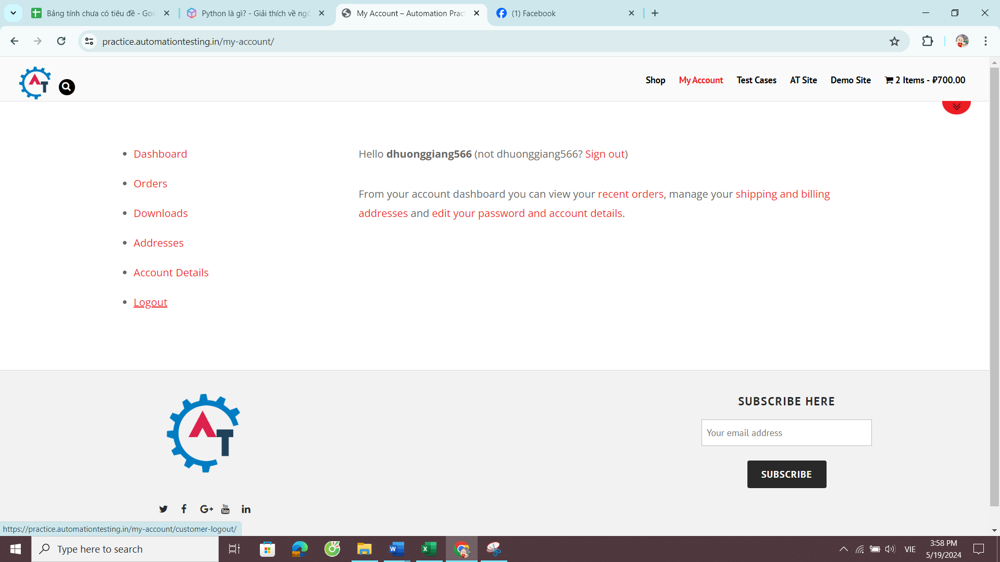 Bảng tính chưa có tiêu đề - Goo
Python là gì? - Giải thích về ngô
My Account – Automation Pract
(1) Facebook
practice.automationtesting.in/my-account/
Shop
My Account
Test Cases
AT Site
Demo Site
2 Items - ₽700.00
Dashboard
Orders
Downloads
Addresses
Account Details
Logout
Hello dhuonggiang566 (not dhuonggiang566? Sign out)
From your account dashboard you can view your recent orders, manage your shipping and billing
addresses and edit your password and account details.
AT
SUBSCRIBE HERE
Your email address
SUBSCRIBE
https://practice.automationtesting.in/my-account/customer-logout/
Type here to search
VIE
3:58 PM
5/19/2024